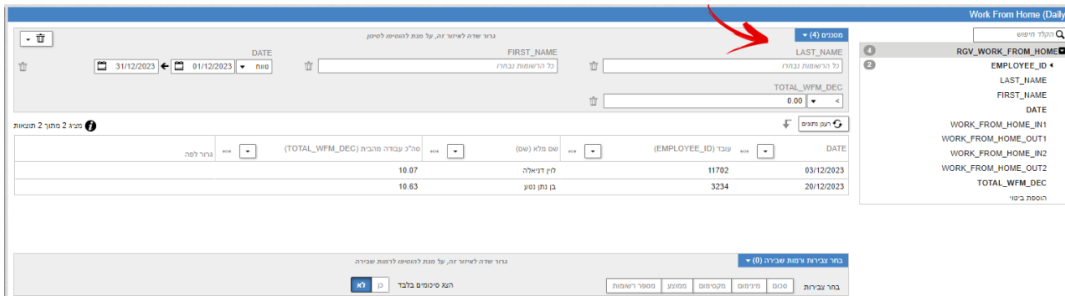 Work From Home (Daily
הקלד חיפוש
RGV_WORK_FROM_HOME
4
EMPLOYEE_ID
2
LAST_NAME
FIRST_NAME
DATE
WORK_FROM_HOME_IN1
WORK_FROM_HOME_OUT1
WORK_FROM_HOME_IN2
WORK_FROM_HOME_OUT2
TOTAL_WFM_DEC
הוספת ביטוי
מסננים (4)
גרור שדה לאיזור זה, על מנת להוסיפו לסינון
LAST_NAME
FIRST_NAME
DATE
כל הרשומות נבחרו
כל הרשומות נבחרו
טווח 01/12/2023 31/12/2023
TOTAL_WFM_DEC
> 0.00
רענן נתונים
מציג 2 מתוך 2 תוצאות
DATE
עובד (EMPLOYEE_ID)
שם מלא (שם)
סה"כ עבודה מהבית (TOTAL_WFM_DEC)
גרור לפה
03/12/2023 11702 לוין דניאלה 10.07
20/12/2023 3234 בן נתן נטע 10.63
בחר צבירות ורמות שבירה (0)
גרור שדה לאיזור זה, על מנת להוסיפו לרמות שבירה
בחר צבירות סכום מינימום מקסימום ממוצע מספר רשומות
הצג סיכומים בלבד כן לא